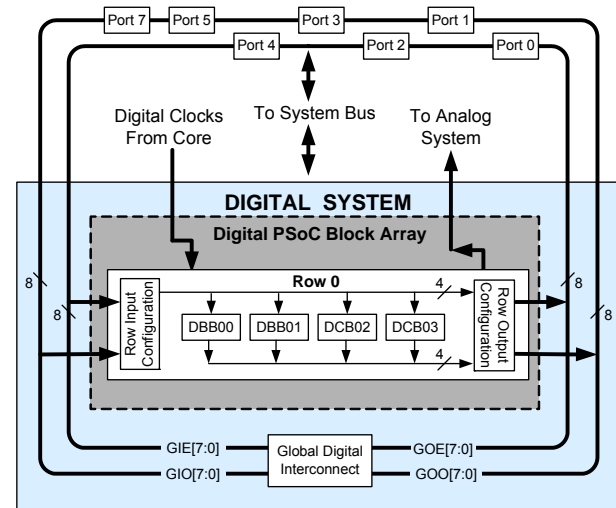 Port 7
Port 5
Port 3
Port 1
Port 4
Port 2
Port 0
Digital Clocks
From Core
To System Bus
To Analog
System
DIGITAL SYSTEM
Digital PSoC Block Array
Row 0
Row Input
Configuration
DBB00
DBB01
DCB02
DCB03
4
4
Row Output
Configuration
8
8
8
8
GIE[7:0]
GIO[7:0]
Global Digital
Interconnect
GOE[7:0]
GOO[7:0]